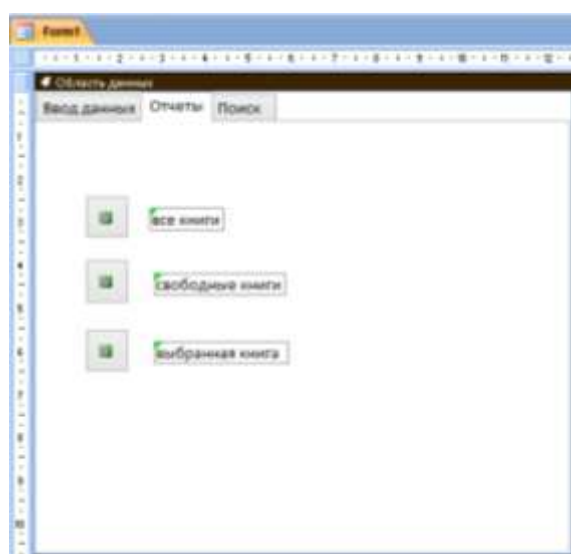 Form1
Область данных
Ввод данных Отчеты Поиск
все книги
свободные книги
выбранная книга